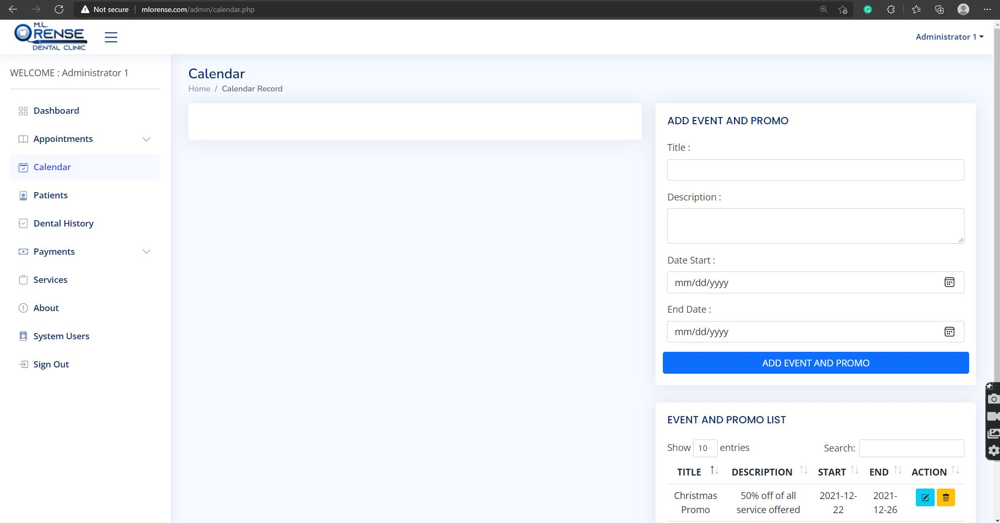 Not secure
mlorense.com/admin/calendar.php
M.L.
ORENSE
DENTAL CLINIC
Administrator 1
WELCOME : Administrator 1
Dashboard
Appointments
Calendar
Patients
Dental History
Payments
Services
About
System Users
Sign Out
Calendar
Home / Calendar Record
ADD EVENT AND PROMO
Title :
Description :
Date Start :
mm/dd/yyyy
End Date :
mm/dd/yyyy
ADD EVENT AND PROMO
EVENT AND PROMO LIST
Show 10 entries
Search:
TITLE DESCRIPTION START END ACTION
Christmas 50% off of all 2021-12- 2021-
Promo service offered 22 12-26